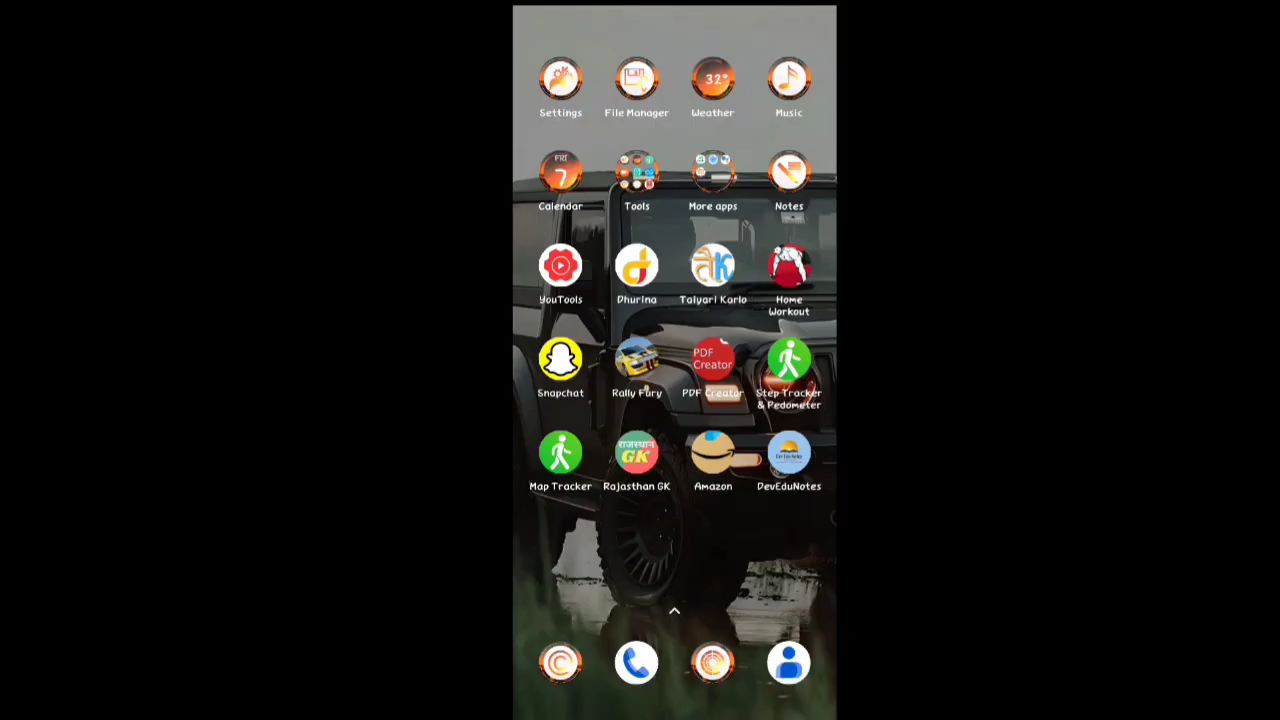 32°
Settings
File Manager
Weather
Music
FRI
7
Calendar
Tools
More apps
Notes
YouTools
Dhurina
Taiyari Karlo
Home
Workout
PDF
Creator
Snapchat
Rally Fury
PDF Creator
Step Tracker
& Pedometer
राजस्थान
GK
Map Tracker
Rajasthan GK
Amazon
DevEduNotes